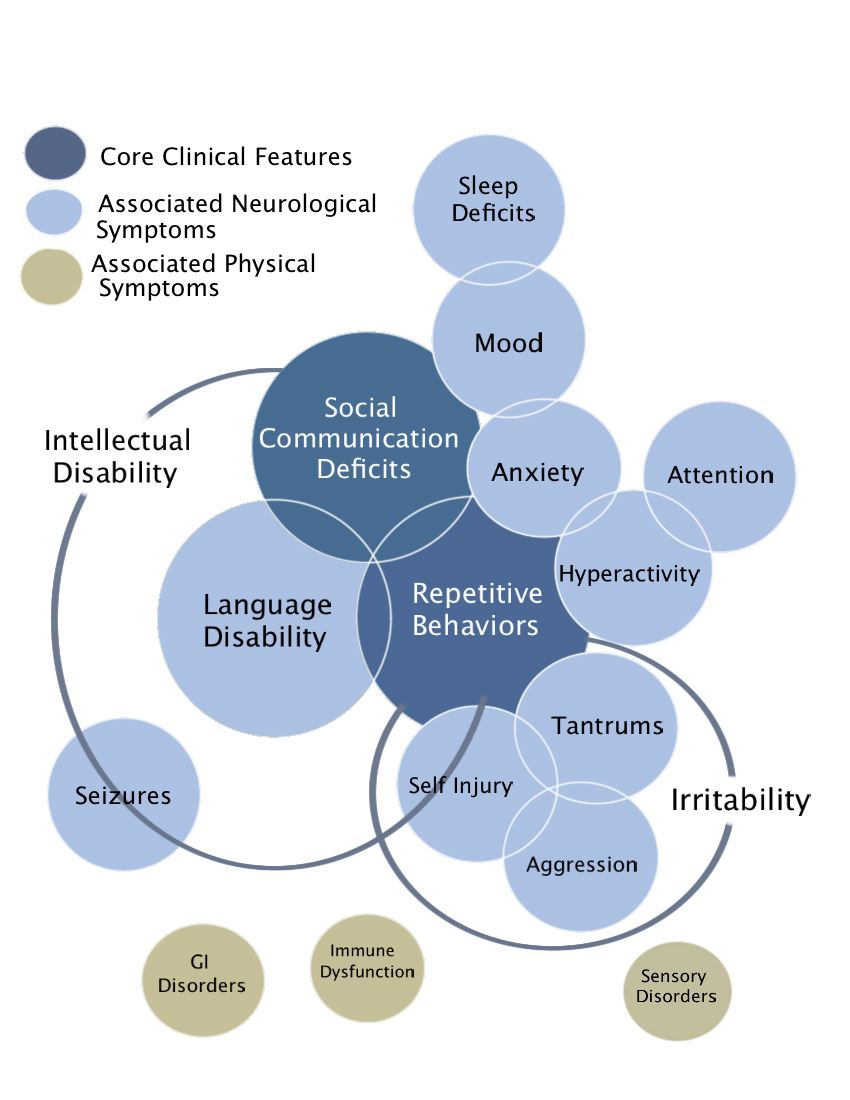 Core Clinical Features
Associated Neurological
Symptoms
Associated Physical
Symptoms
Sleep
Deficits
Mood
Social
Communication
Deficits
Intellectual
Disability
Anxiety
Attention
Hyperactivity
Language
Disability
Repetitive
Behaviors
Tantrums
Seizures
Self Injury
Irritability
Aggression
GI
Disorders
Immune
Dysfunction
Sensory
Disorders